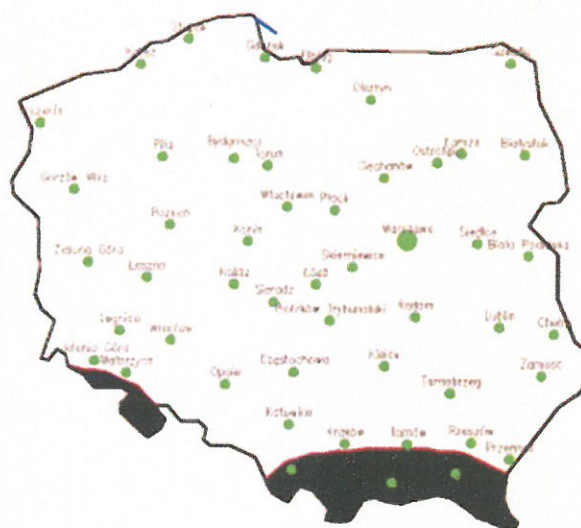 Słupsk
Gdańsk
Elbląg
Olsztyn
Piła
Bydgoszcz
Toruń
Ciechanów
Ostrołęka
Łomża
Białystok
Gorzów Wlkp
Włocławek
Płock
Poznań
Konin
Warszawa
Siedlce
Biała Podlaska
Zielona Góra
Leszno
Skierniewice
Kalisz
Łódź
Sieradz
Piotrków Trybunalski
Radom
Lublin
Chełm
Legnica
Wrocław
Jelenia Góra
Wałbrzych
Opole
Częstochowa
Kielce
Zamość
Tarnobrzeg
Katowice
Kraków
Tarnów
Rzeszów
Przemyśl